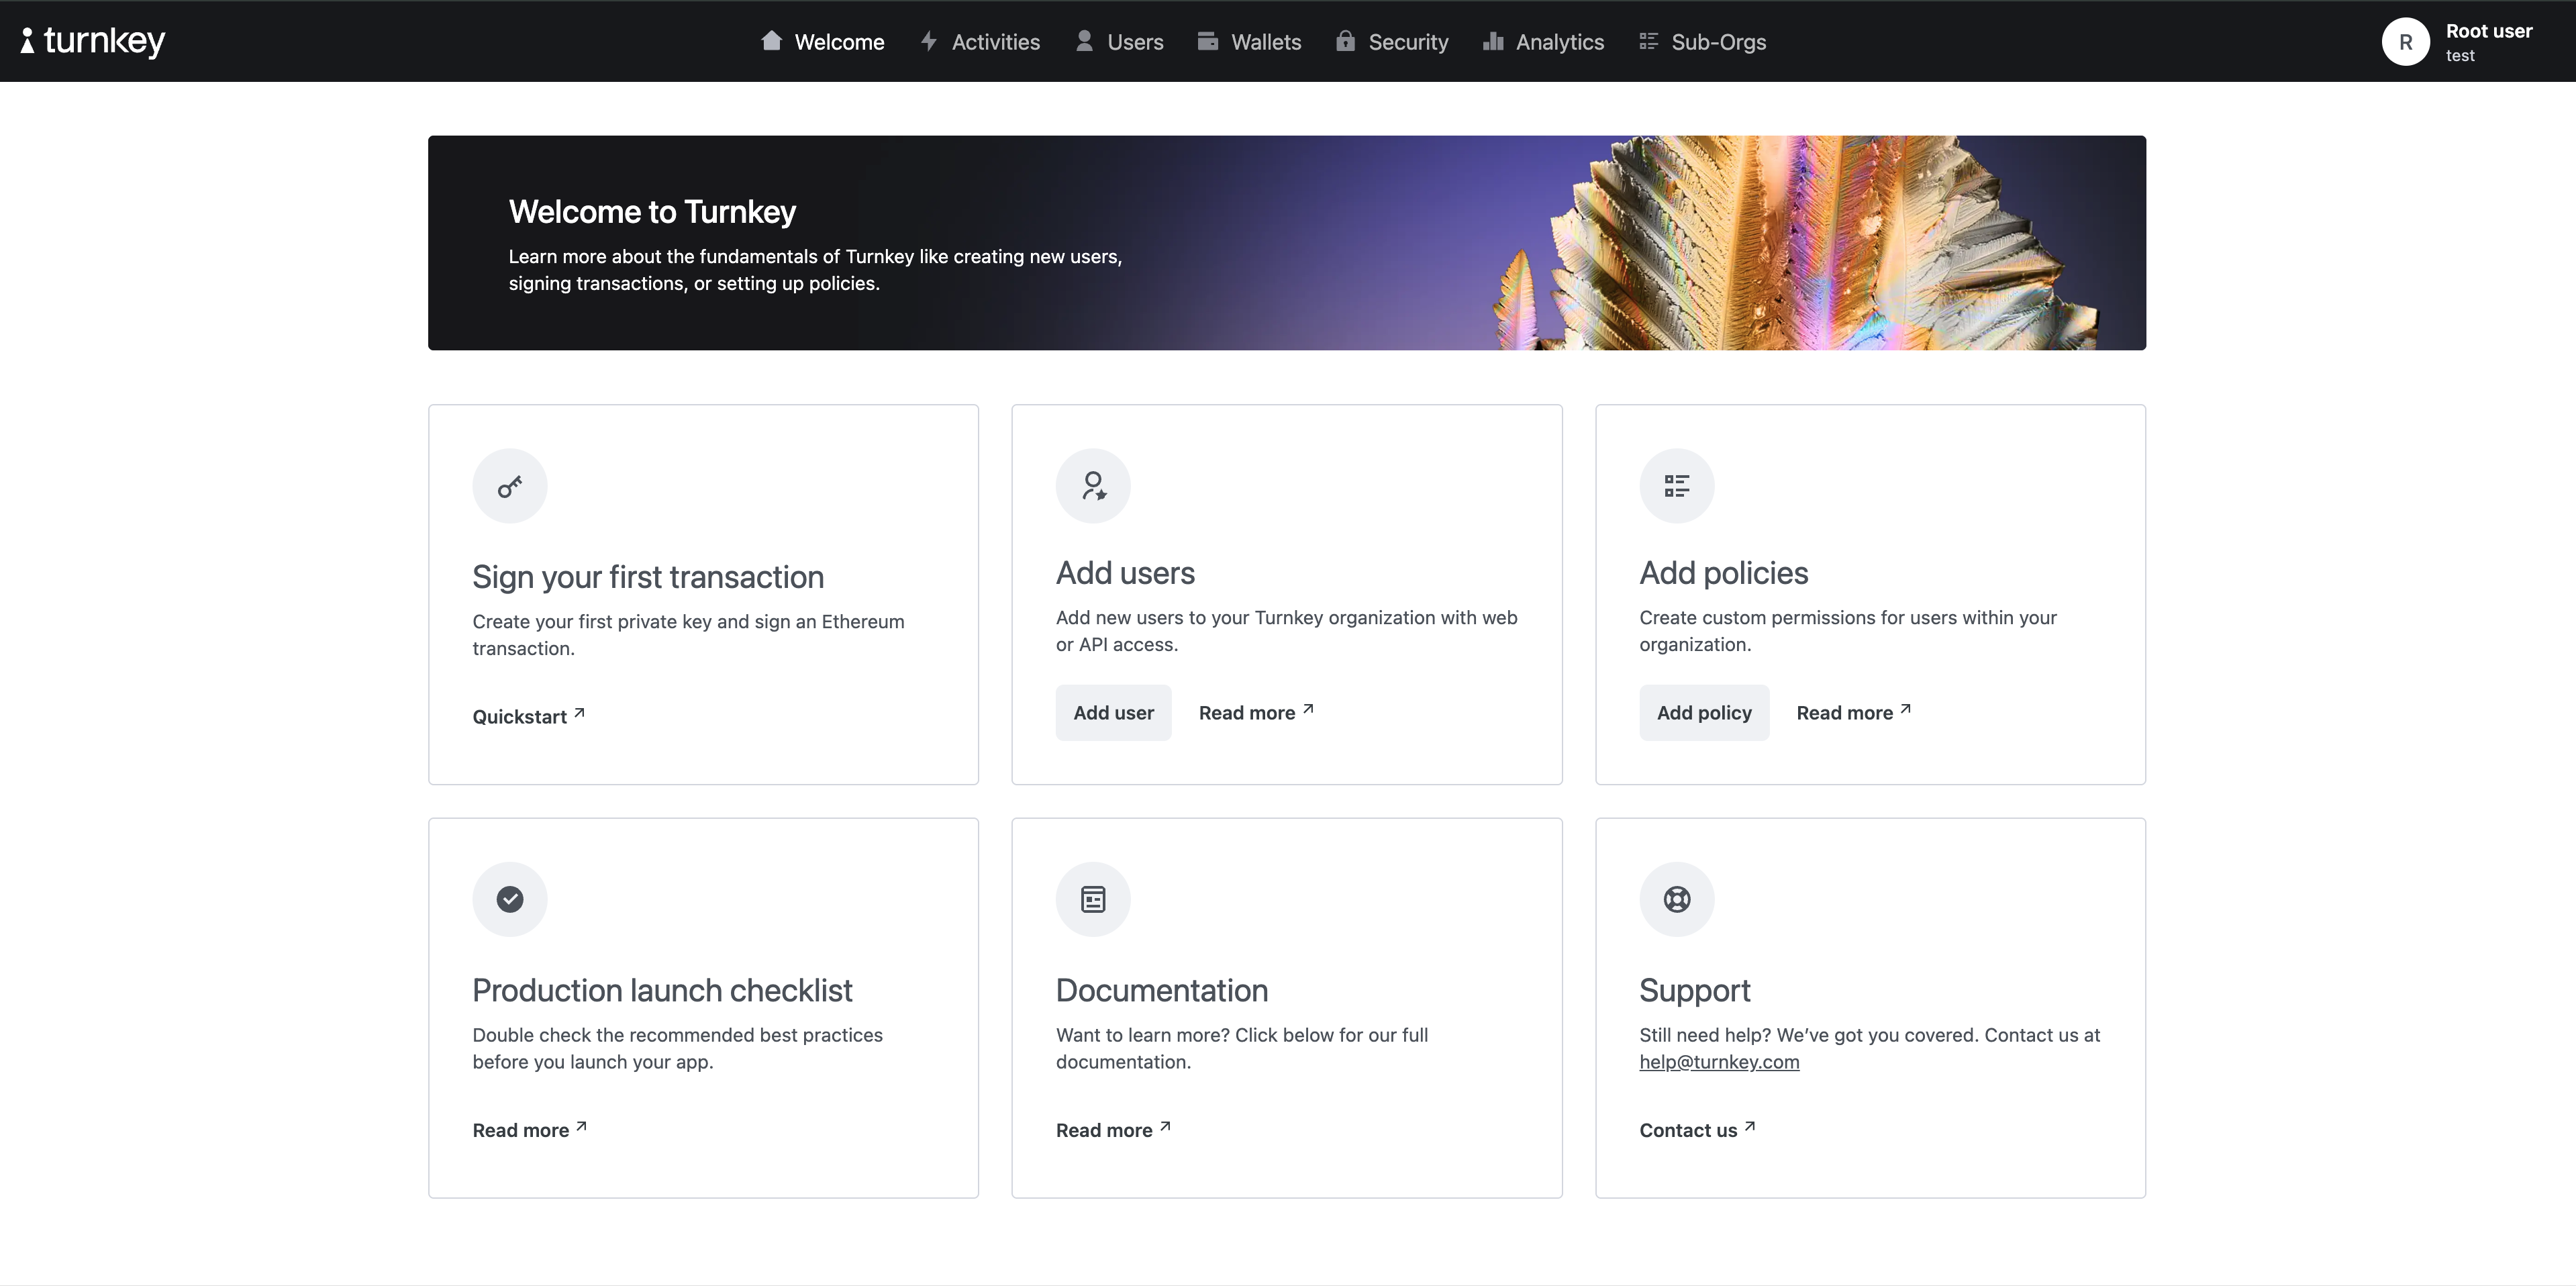 turnkey
Welcome
Activities
Users
Wallets
Security
Analytics
Sub-Orgs
R
Root user
test
Welcome to Turnkey
Learn more about the fundamentals of Turnkey like creating new users,
signing transactions, or setting up policies.
Sign your first transaction
Create your first private key and sign an Ethereum
transaction.
Quickstart
Add users
Add new users to your Turnkey organization with web
or API access.
Add user
Read more
Add policies
Create custom permissions for users within your
organization.
Add policy
Read more
Production launch checklist
Double check the recommended best practices
before you launch your app.
Read more
Documentation
Want to learn more? Click below for our full
documentation.
Read more
Support
Still need help? We’ve got you covered. Contact us at
help@turnkey.com
Contact us